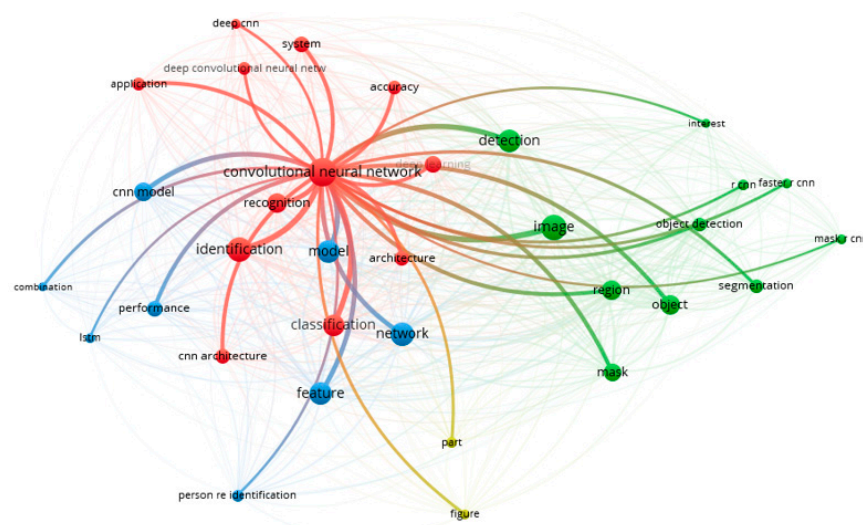 deep cnn
system
deep convolutional neural netw
application
accuracy
interest
detection
deep learning
convolutional neural network
r cnn
faster r cnn
cnn model
recognition
image
object detection
mask r cn
identification
model
architecture
combination
segmentation
region
object
performance
classification
network
lstm
cnn architecture
mask
feature
part
person re identification
figure